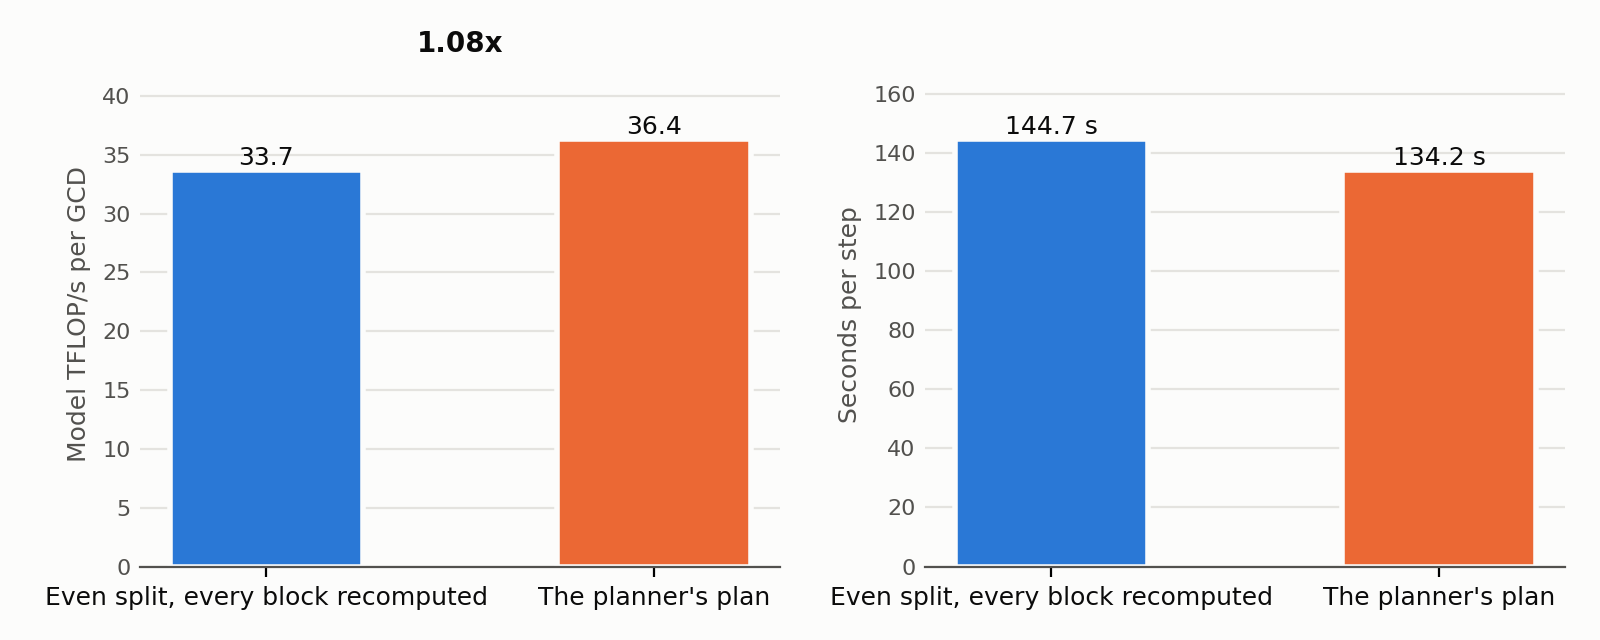 1.08x
Model TFLOP/s per GCD
40
35
30
25
20
15
10
5
0
33.7
36.4
Even split, every block recomputed
The planner's plan
Seconds per step
160
140
120
100
80
60
40
20
0
144.7 s
134.2 s
Even split, every block recomputed
The planner's plan